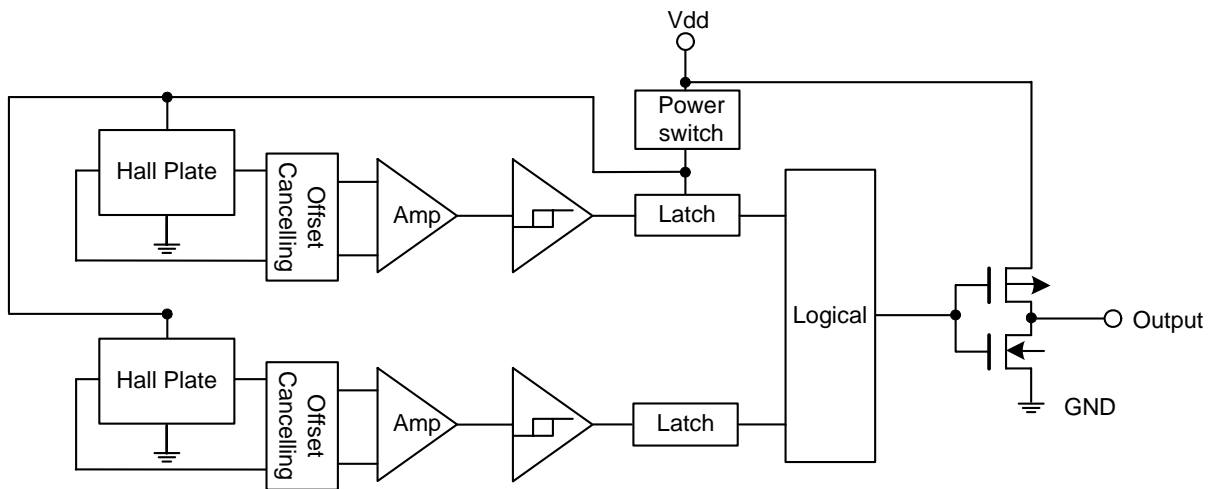 Vdd
Power
switch
Hall Plate
Offset
Cancelling
Amp
Latch
Logical
Output
GND
Hall Plate
Offset
Cancelling
Amp
Latch